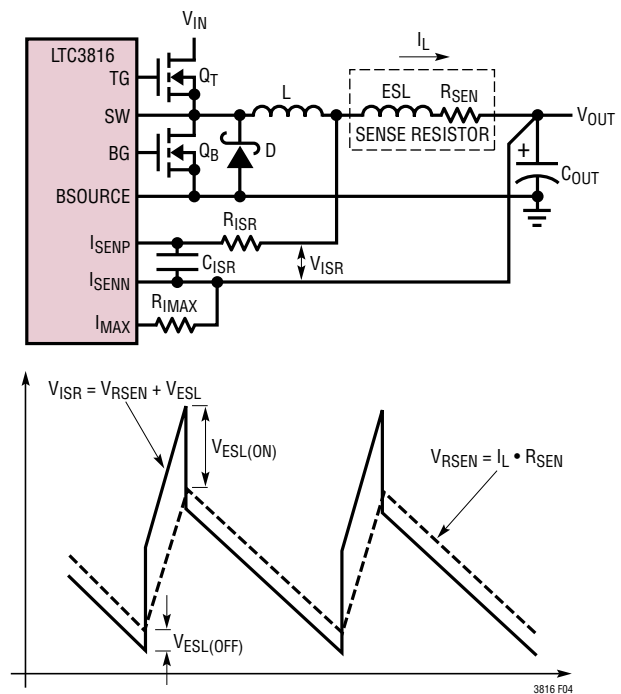 V_IN
LTC3816
TG
Q_T
I_L
SW
L
ESL
R_SEN
SENSE RESISTOR
V_OUT
BG
Q_B
D
+
C_OUT
BSOURCE
R_ISR
I_SENP
C_ISR
V_ISR
I_SENN
R_IMAX
I_MAX
V_ISR = V_RSEN + V_ESL
V_ESL(ON)
V_RSEN = I_L • R_SEN
V_ESL(OFF)
3816 F04